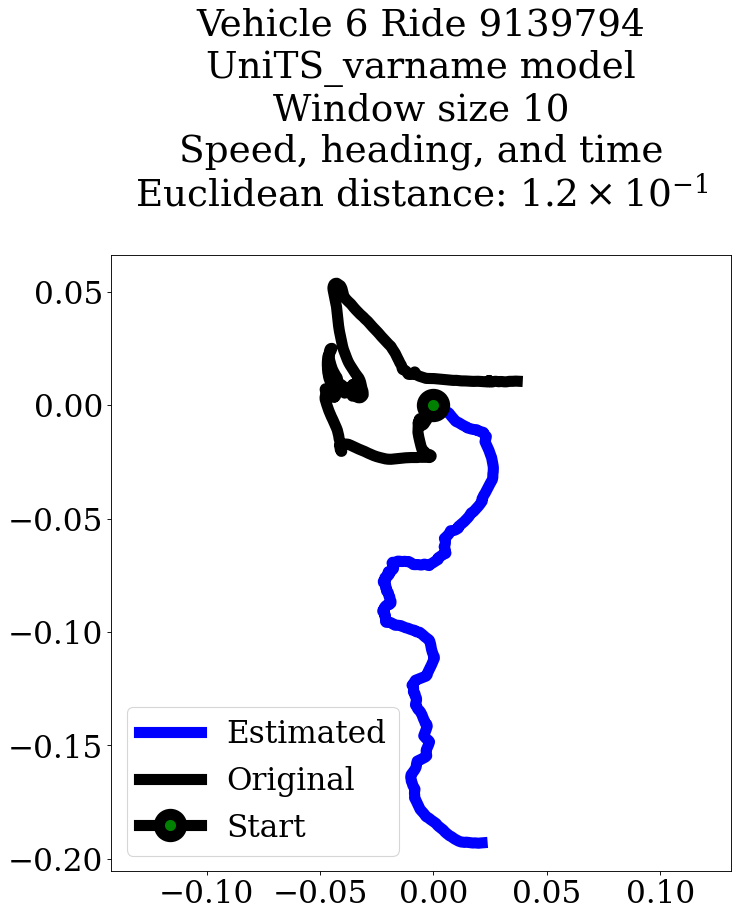 Vehicle 6 Ride 9139794
UniTS_varname model
Window size 10
Speed, heading, and time
Euclidean distance: 1.2 × 10⁻¹
0.05
0.00
−0.05
−0.10
−0.15
−0.20
Estimated
Original
Start
−0.10 −0.05 0.00 0.05 0.10